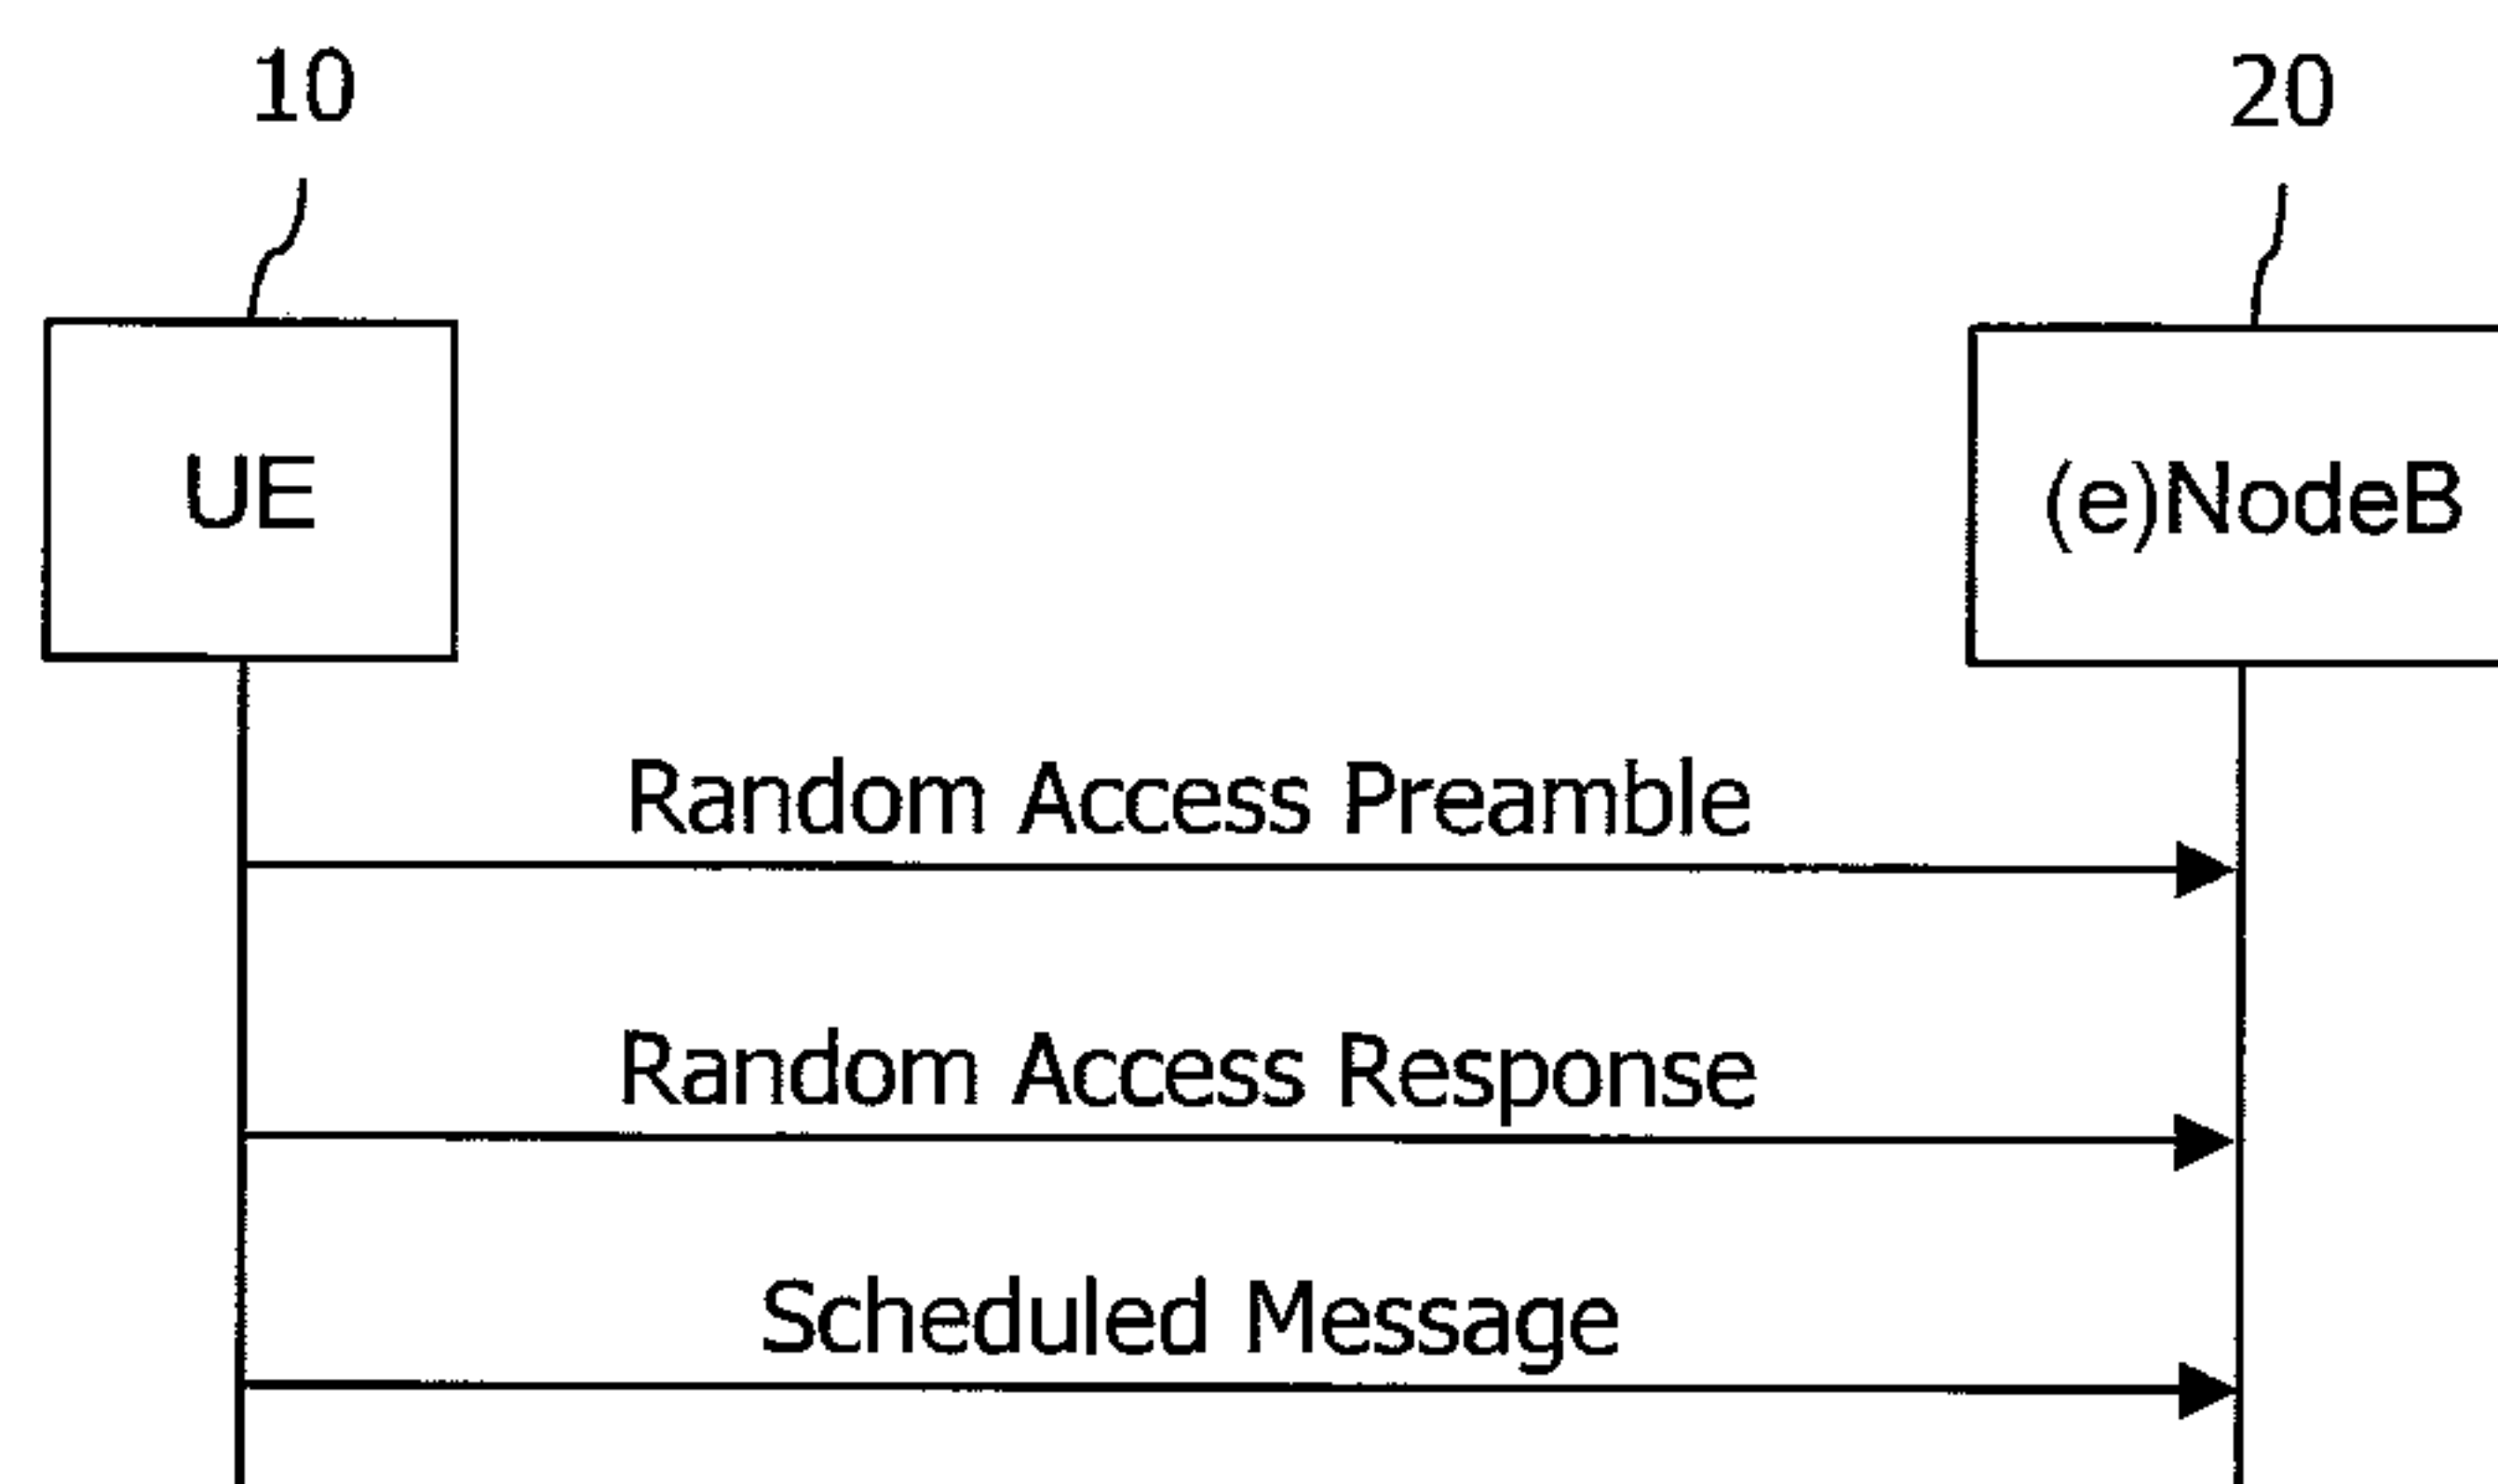 10
20
UE
(e)NodeB
Random Access Preamble
Random Access Response
Scheduled Message